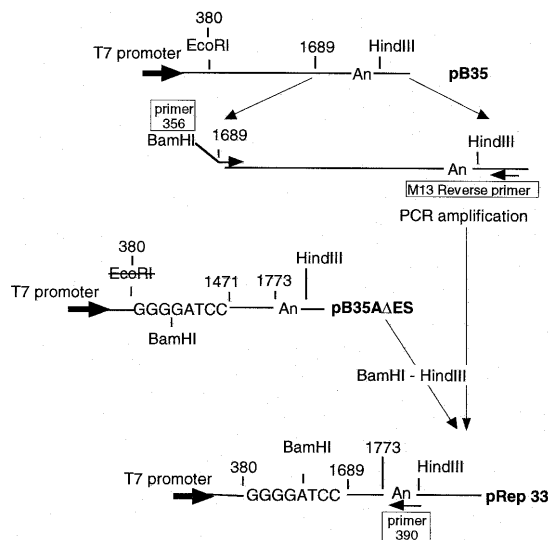 380
EcoRI
1689
HindIII
T7 promoter
An
pB35
primer
356
BamHI
1689
HindIII
An
M13 Reverse primer
PCR amplification
380
EcoRI
HindIII
1471
1773
T7 promoter
GGGGATCC
An
pB35AΔES
BamHI
BamHI - HindIII
BamHI
1773
380
1689
HindIII
T7 promoter
GGGGATCC
An
pRep 33
primer
390